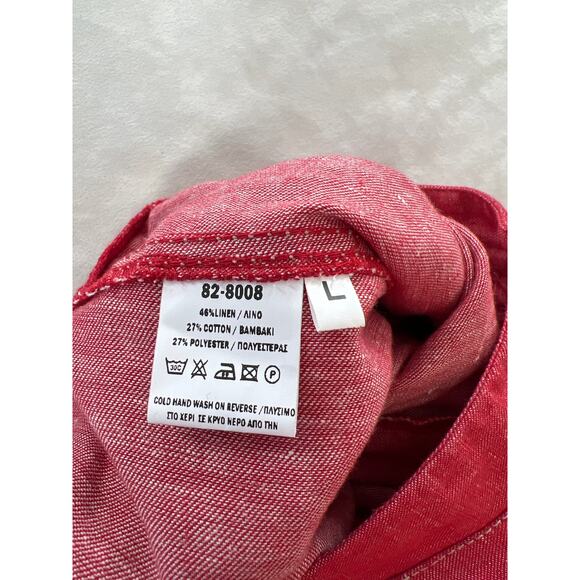 82-8008
L
46%LINEN / ΛΙΝΟ
27% COTTON / ΒΑΜΒΑΚΙ
27% POLYESTER / ΠΟΛΥΕΣΤΕΡΑΣ
30C
P
COLD HAND WASH ON REVERSE /ΠΛΥΣΙΜΟ
ΣΤΟ ΧΕΡΙ ΣΕ ΚΡΥΟ ΝΕΡΟ ΑΠΟ ΤΗΝ